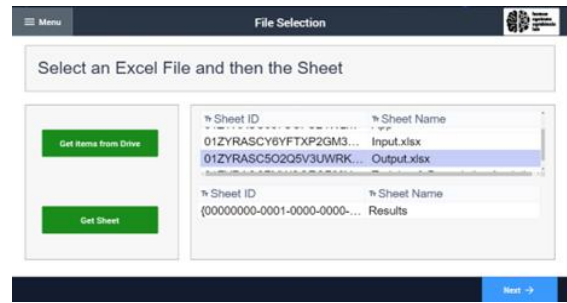 Menu
File Selection
Select an Excel File and then the Sheet
Get items from Drive
Sheet ID Sheet Name
01ZYRASCY6YFTXP2GM3... Input.xlsx
01ZYRASC5O2Q5V3UWRK... Output.xlsx
Sheet ID Sheet Name
{00000000-0001-0000-0000-... Results
Get Sheet
Next →